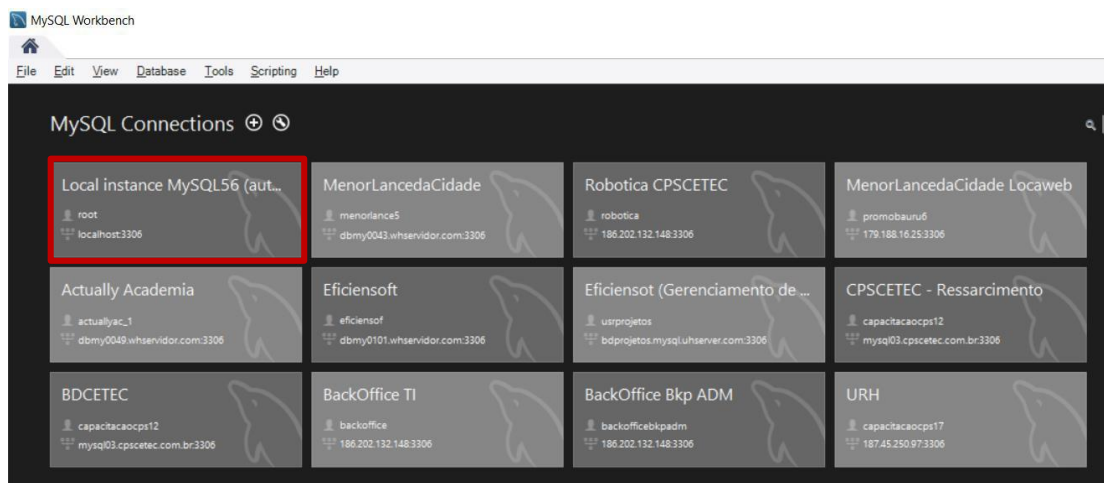 MySQL Workbench
File Edit View Database Tools Scripting Help
MySQL Connections
Local instance MySQL56 (aut...
root
localhost:3306
MenorLancedaCidade
menorlance5
dbmy0043.whservidor.com:3306
Robotica CPSCETEC
robotica
186.202.132.148:3306
MenorLancedaCidade Locaweb
promobauru6
179.188.16.25:3306
Actually Academia
actuallyac_1
dbmy0049.whservidor.com:3306
Eficiensoft
eficiensof
dbmy0101.whservidor.com:3306
Eficiensot (Gerenciamento de ...
usrprojetos
bdprojetos.mysql.uhserver.com:3306
CPSCETEC - Ressarcimento
capacitacaocps12
mysql03.cpscetec.com.br:3306
BDCETEC
capacitacaocps12
mysql03.cpscetec.com.br:3306
BackOffice TI
backoffice
186.202.132.148:3306
BackOffice Bkp ADM
backofficebkpadm
186.202.132.148:3306
URH
capacitacaocps17
187.45.250.97:3306